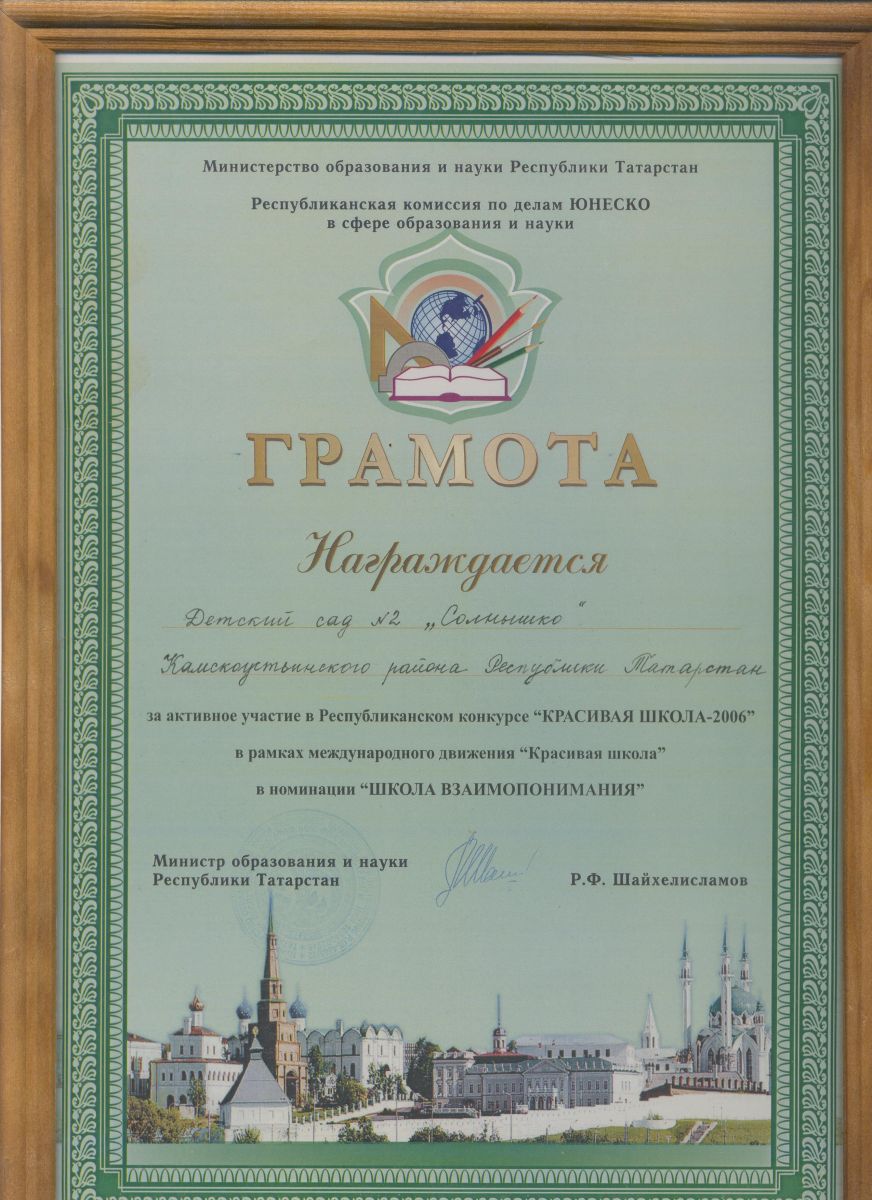 Министерство образования и науки Республики Татарстан
Республиканская комиссия по делам ЮНЕСКО
в сфере образования и науки
ГРАМОТА
Награждается
Детский сад №2 „Солнышко"
Камскоустьинского района Республики Татарстан
за активное участие в Республиканском конкурсе “КРАСИВАЯ ШКОЛА-2006”
в рамках международного движения “Красивая школа”
в номинации “ШКОЛА ВЗАИМОПОНИМАНИЯ”
Министр образования и науки
Республики Татарстан
Р.Ф. Шайхелисламов